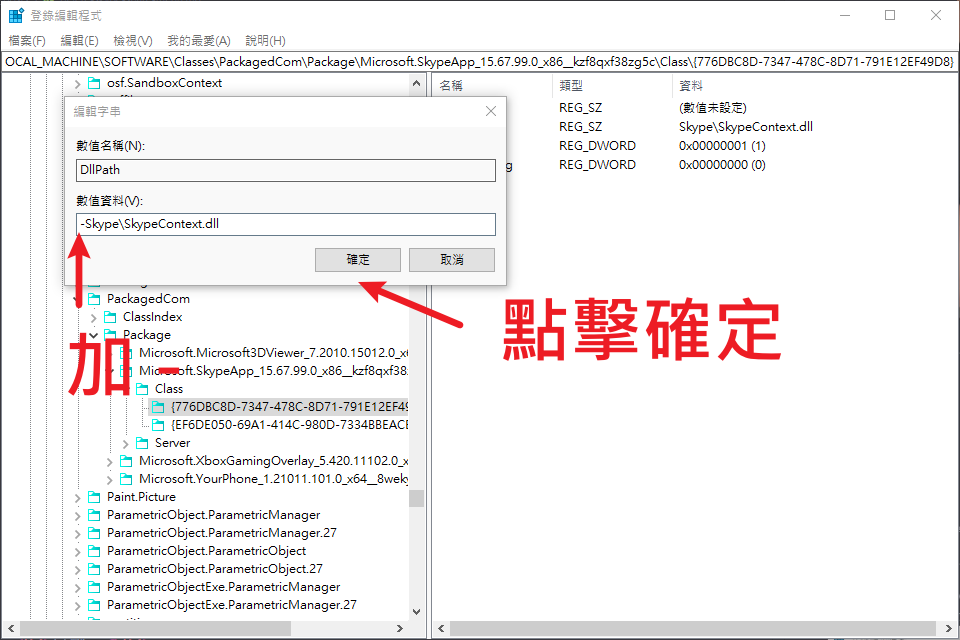 登錄編輯程式
檔案(F) 編輯(E) 檢視(V) 我的最愛(A) 說明(H)
OCAL_MACHINE\SOFTWARE\Classes\PackagedCom\Package\Microsoft.SkypeApp_15.67.99.0_x86__kzf8qxf38zg5c\Class\{776DBC8D-7347-478C-8D71-791E12EF49D8}
osf.SandboxContext
編輯字串
數值名稱(N):
DllPath
數值資料(V):
-Skype\SkypeContext.dll
確定 取消
加 -
點擊確定
PackagedCom
ClassIndex
Package
Microsoft.Microsoft3DViewer_7.2010.15012.0_x
Microsoft.SkypeApp_15.67.99.0_x86__kzf8qxf38
Class
{776DBC8D-7347-478C-8D71-791E12EF49
{EF6DE050-69A1-414C-980D-7334BBEACE
Server
Microsoft.XboxGamingOverlay_5.420.11102.0_x
Microsoft.YourPhone_1.21011.101.0_x64__8weky
Paint.Picture
ParametricObject.ParametricManager
ParametricObject.ParametricManager.27
ParametricObject.ParametricObject
ParametricObject.ParametricObject.27
ParametricObjectExe.ParametricManager
ParametricObjectExe.ParametricManager.27
名稱 類型 資料
REG_SZ (數值未設定)
REG_SZ Skype\SkypeContext.dll
REG_DWORD 0x00000001 (1)
g REG_DWORD 0x00000000 (0)